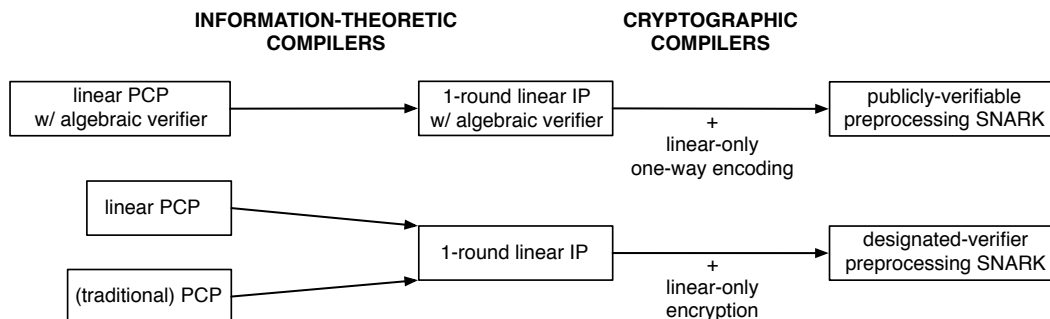 INFORMATION-THEORETIC
COMPILERS
CRYPTOGRAPHIC
COMPILERS
linear PCP
w/ algebraic verifier
1-round linear IP
w/ algebraic verifier
+
linear-only
one-way encoding
publicly-verifiable
preprocessing SNARK
linear PCP
(traditional) PCP
1-round linear IP
+
linear-only
encryption
designated-verifier
preprocessing SNARK